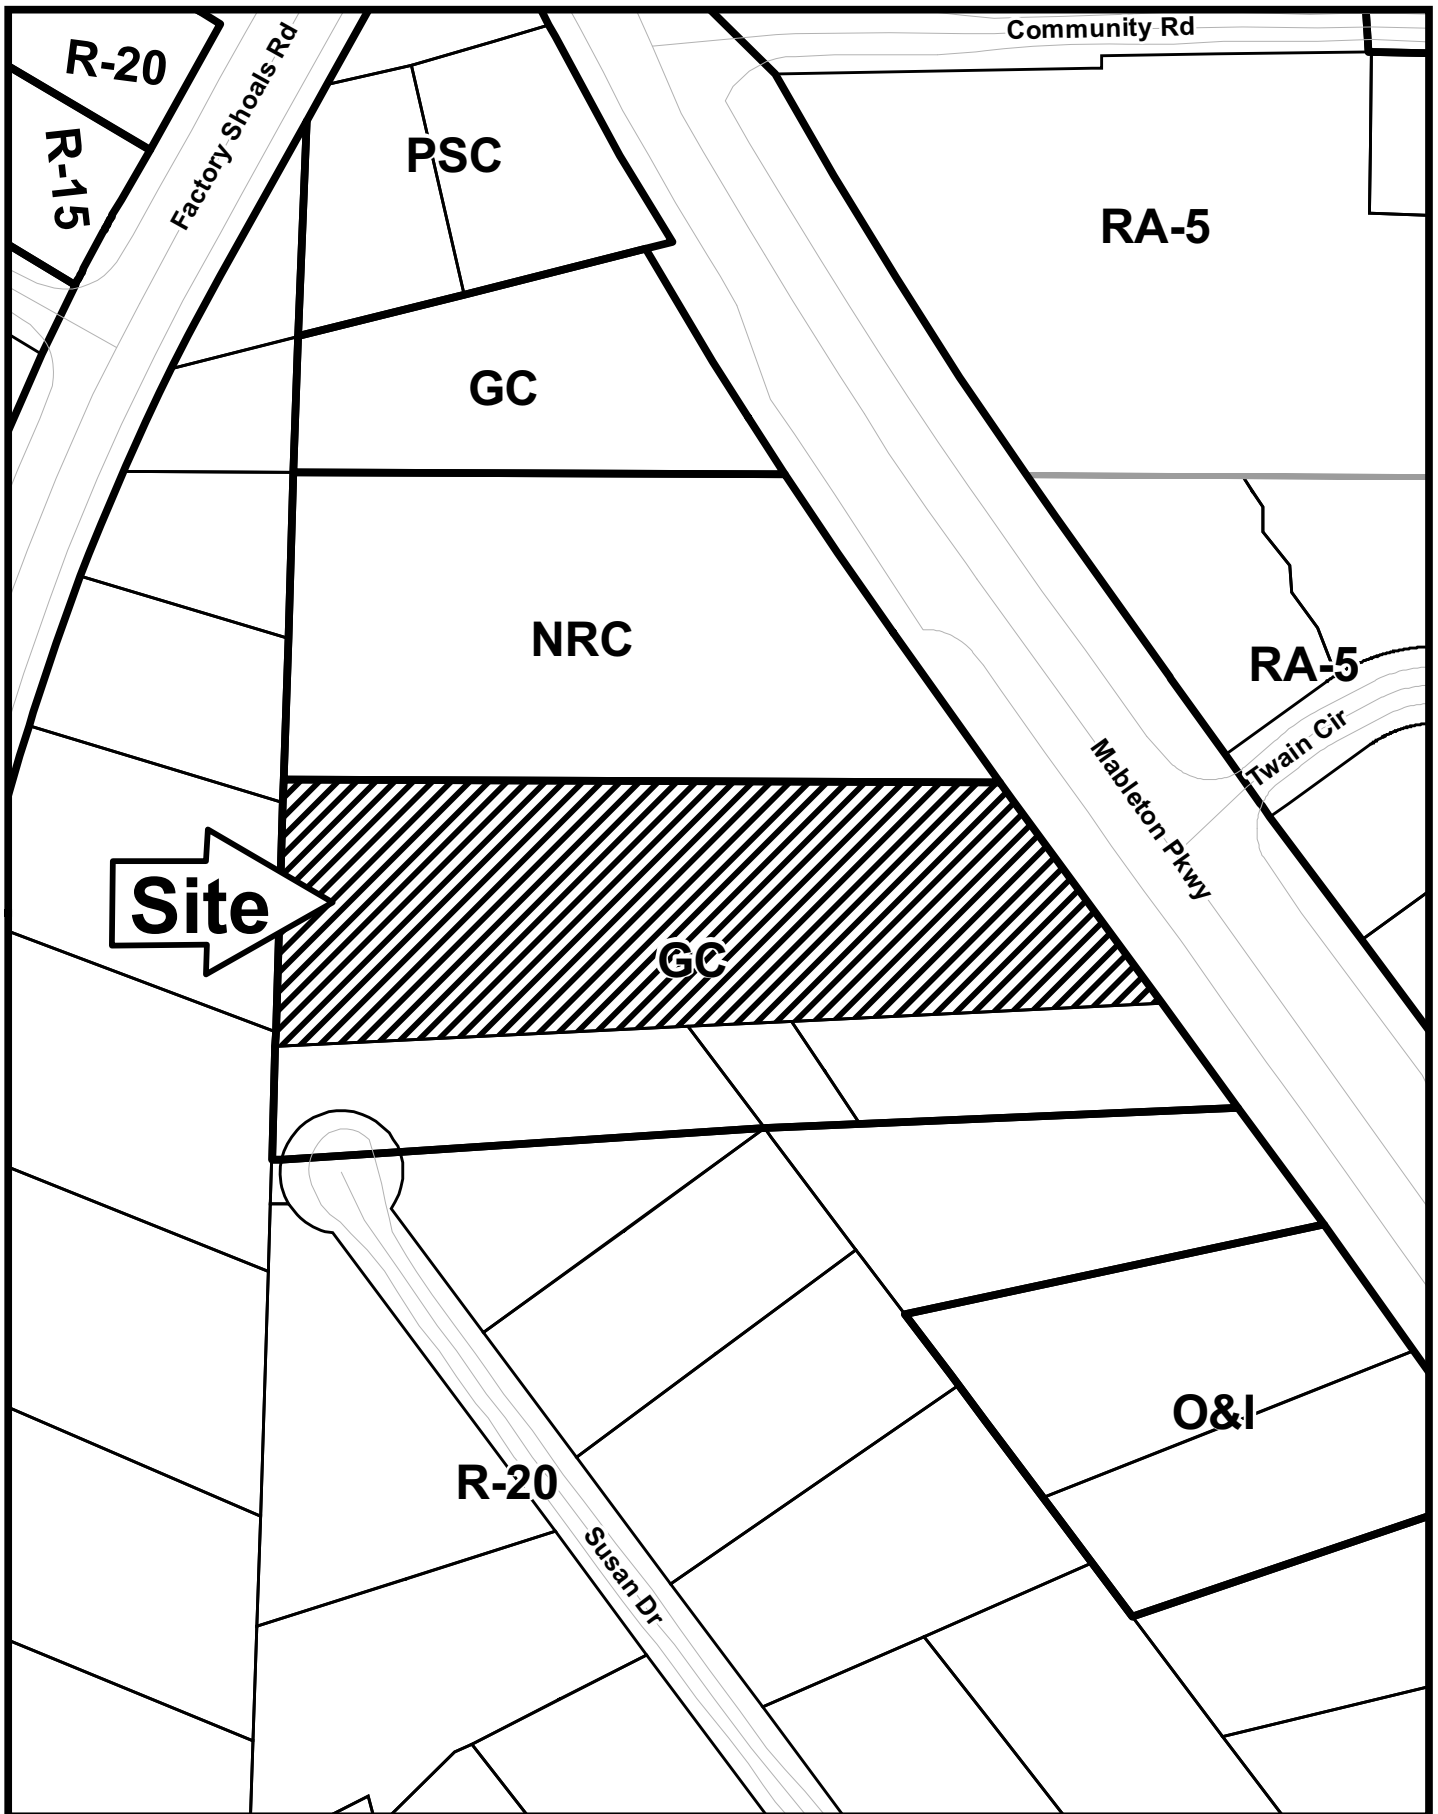 Community Rd
R-20
Factory Shoals Rd
R-15
PSC
RA-5
GC
NRC
RA-5
Twain Cir
Mableton Pkwy
Site
GC
O&I
R-20
Susan Dr